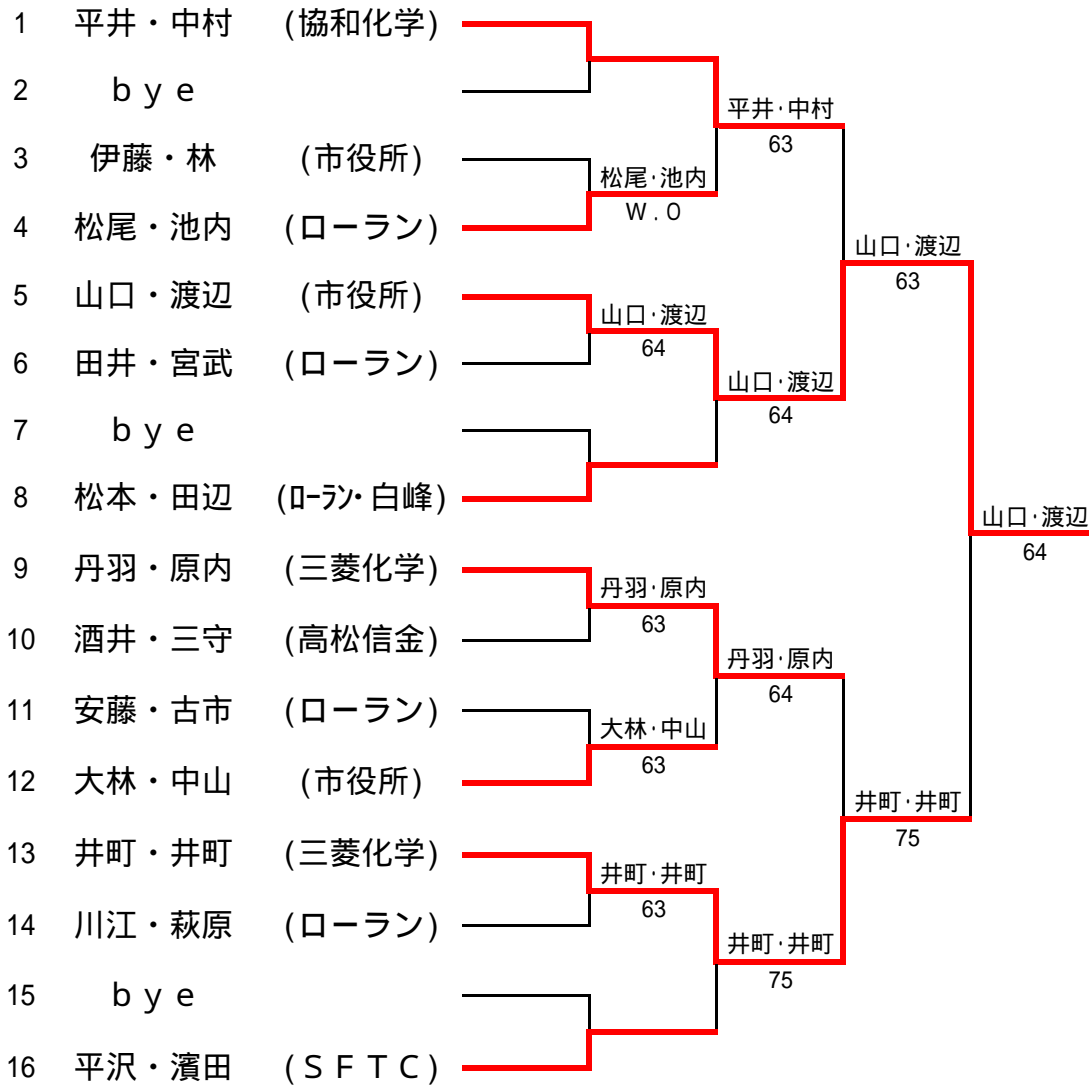 1 平井・中村 (協和化学)
2 ｂｙｅ
平井・中村
3 伊藤・林 (市役所)
63
松尾・池内
4 松尾・池内 (ローラン)
Ｗ.０
山口・渡辺
63
5 山口・渡辺 (市役所)
山口・渡辺
64
6 田井・宮武 (ローラン)
山口・渡辺
64
7 ｂｙｅ
8 松本・田辺 (ﾛｰﾗﾝ・白峰)
山口・渡辺
64
9 丹羽・原内 (三菱化学)
丹羽・原内
63
10 酒井・三守 (高松信金)
丹羽・原内
64
11 安藤・古市 (ローラン)
大林・中山
63
12 大林・中山 (市役所)
井町・井町
75
13 井町・井町 (三菱化学)
井町・井町
63
14 川江・萩原 (ローラン)
井町・井町
75
15 ｂｙｅ
16 平沢・濱田 (ＳＦＴＣ)